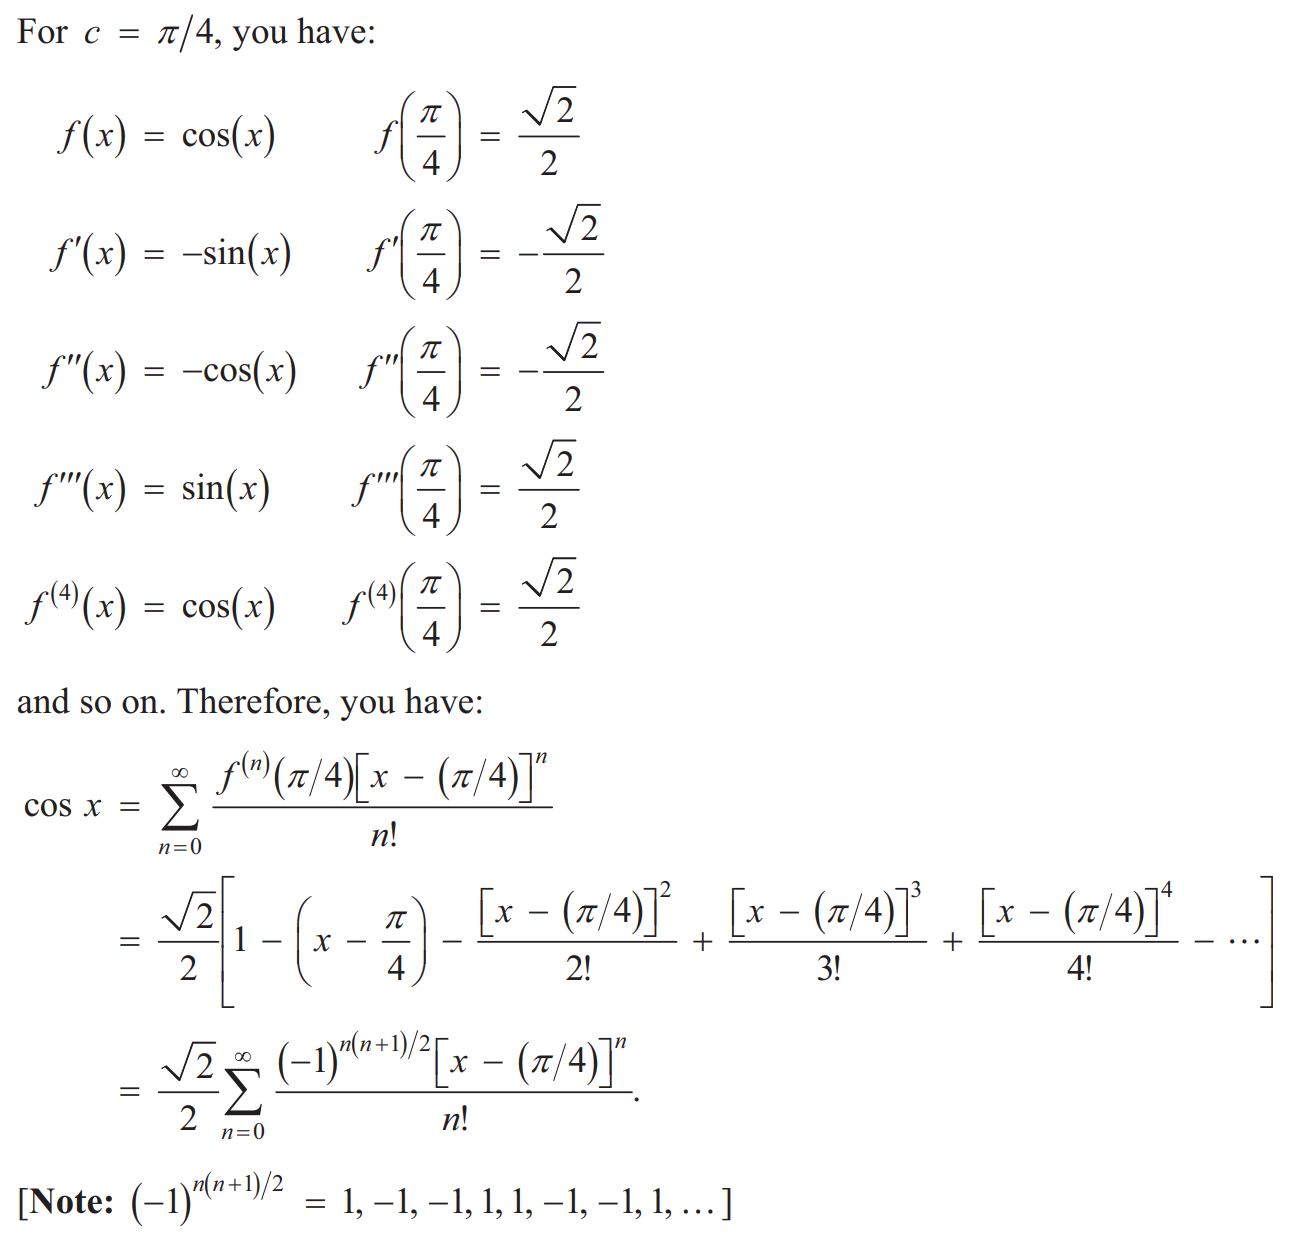 For c = π/4, you have:
f(x) = cos(x) f(π/4) = √2/2
f′(x) = −sin(x) f′(π/4) = −√2/2
f″(x) = −cos(x) f″(π/4) = −√2/2
f‴(x) = sin(x) f‴(π/4) = √2/2
f⁽⁴⁾(x) = cos(x) f⁽⁴⁾(π/4) = √2/2
and so on. Therefore, you have:
cos x = ∑_{n=0}^{∞} f^{(n)}(π/4)[x − (π/4)]^n / n!
= √2/2 [1 − (x − π/4) − [x − (π/4)]^2/2! + [x − (π/4)]^3/3! + [x − (π/4)]^4/4! − ⋯]
= √2/2 ∑_{n=0}^{∞} (−1)^{n(n+1)/2}[x − (π/4)]^n / n!.
[Note: (−1)^{n(n+1)/2} = 1, −1, −1, 1, 1, −1, −1, 1, …]